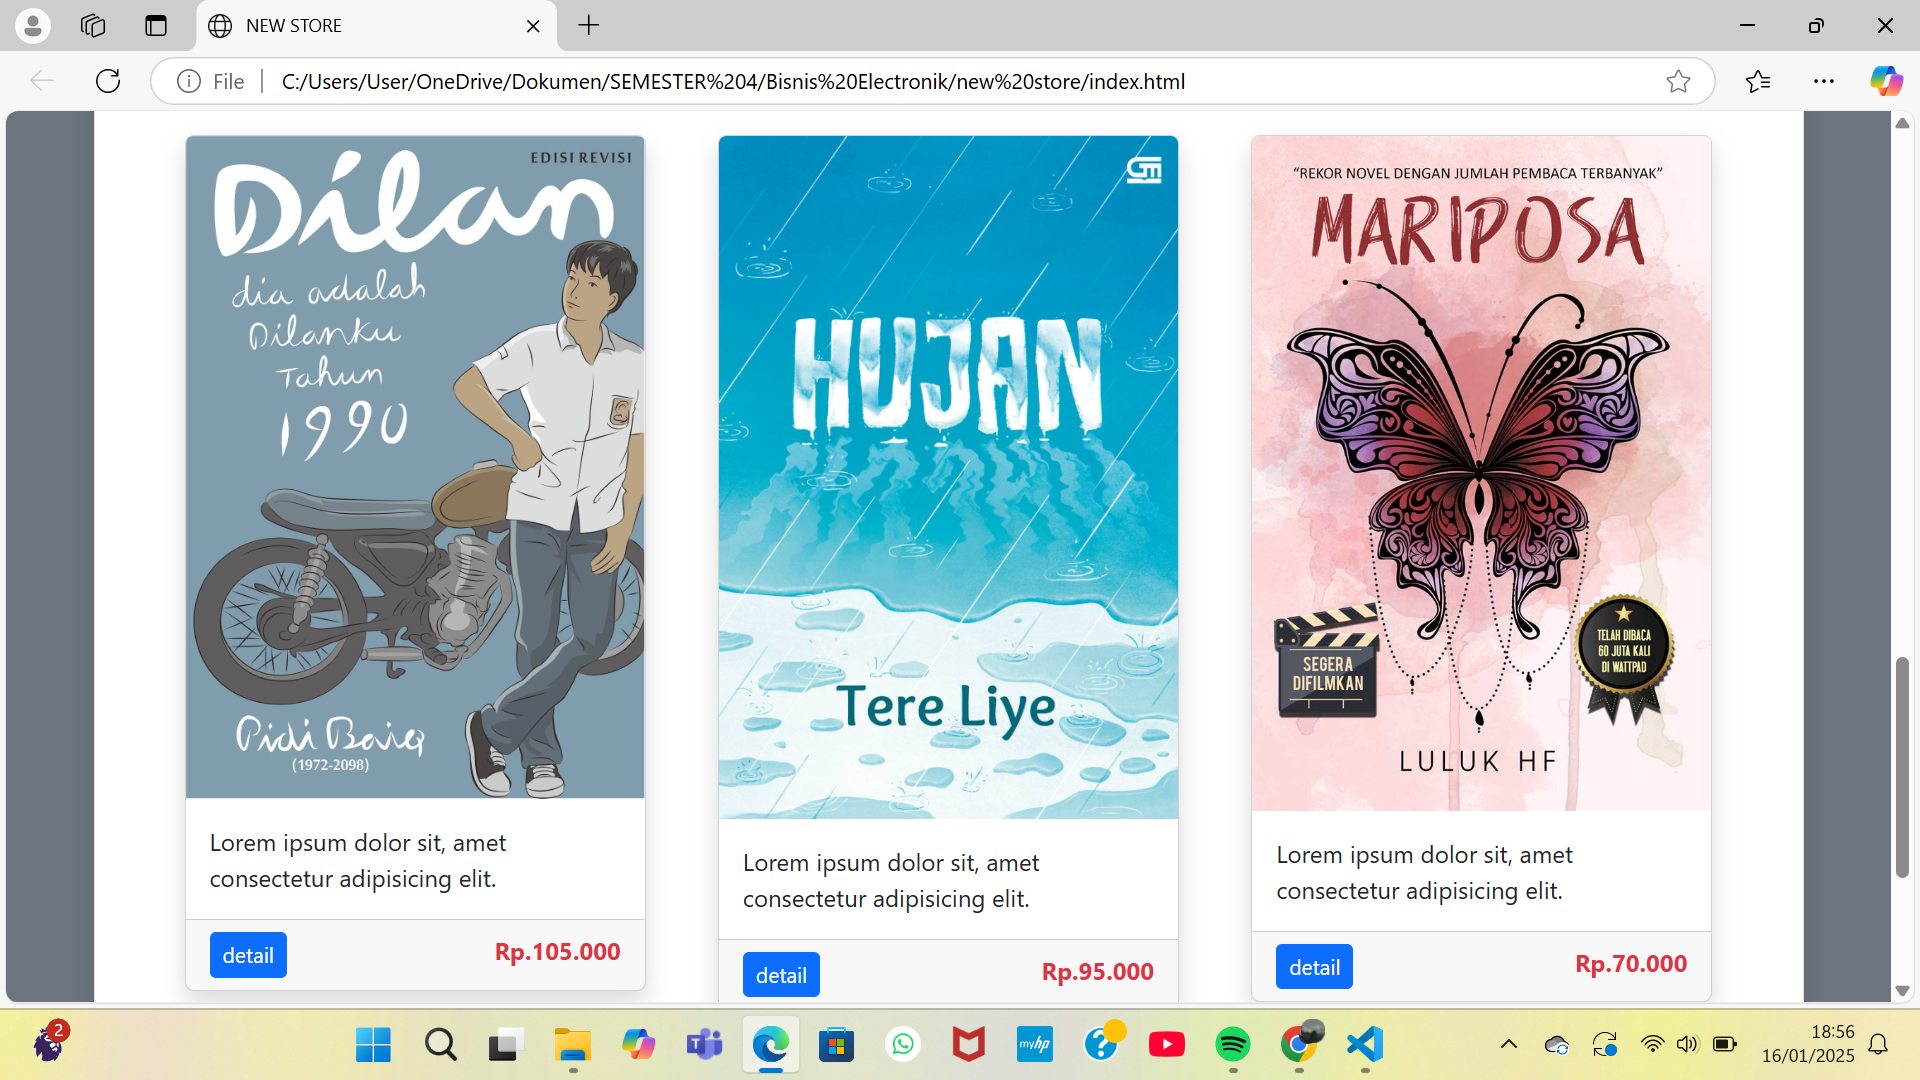 NEW STORE
File
C:/Users/User/OneDrive/Dokumen/SEMESTER%204/Bisnis%20Electronik/new%20store/index.html
EDISI REVISI
Dilan
dia adalah
Dilanku
Tahun
1990
Pidi Baiq
(1972-2098)
Lorem ipsum dolor sit, amet
consectetur adipisicing elit.
detail
Rp.105.000
GM
HUJAN
Tere Liye
Lorem ipsum dolor sit, amet
consectetur adipisicing elit.
detail
Rp.95.000
“REKOR NOVEL DENGAN JUMLAH PEMBACA TERBANYAK”
MARIPOSA
SEGERA
DIFILMKAN
TELAH DIBACA
60 JUTA KALI
DI WATTPAD
LULUK HF
Lorem ipsum dolor sit, amet
consectetur adipisicing elit.
detail
Rp.70.000
2
myhp
18:56
16/01/2025